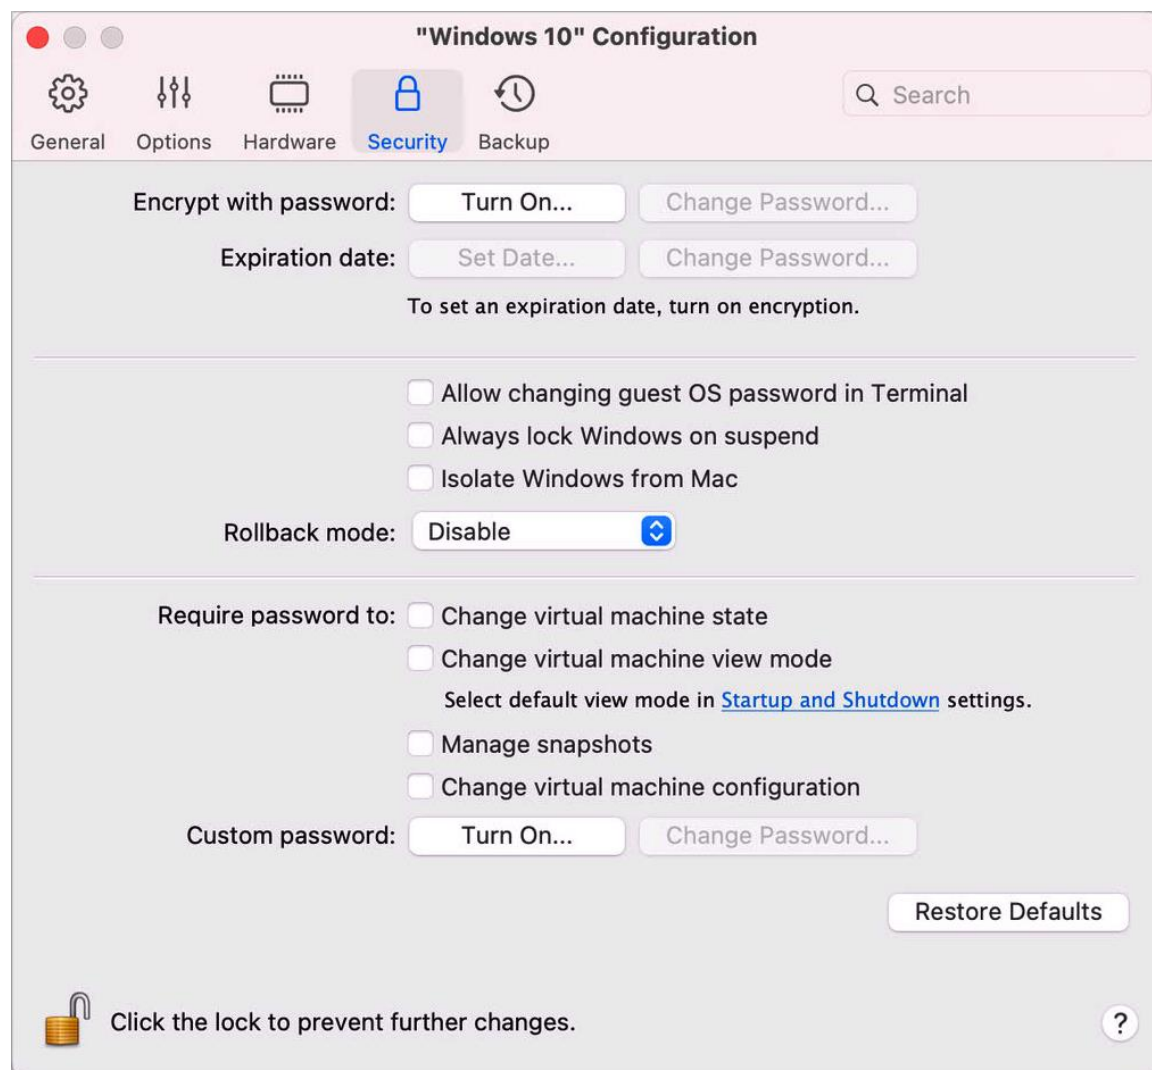 "Windows 10" Configuration
General Options Hardware Security Backup Search
Encrypt with password: Turn On... Change Password...
Expiration date: Set Date... Change Password...
To set an expiration date, turn on encryption.
Allow changing guest OS password in Terminal
Always lock Windows on suspend
Isolate Windows from Mac
Rollback mode: Disable
Require password to: Change virtual machine state
Change virtual machine view mode
Select default view mode in Startup and Shutdown settings.
Manage snapshots
Change virtual machine configuration
Custom password: Turn On... Change Password...
Restore Defaults
Click the lock to prevent further changes. ?